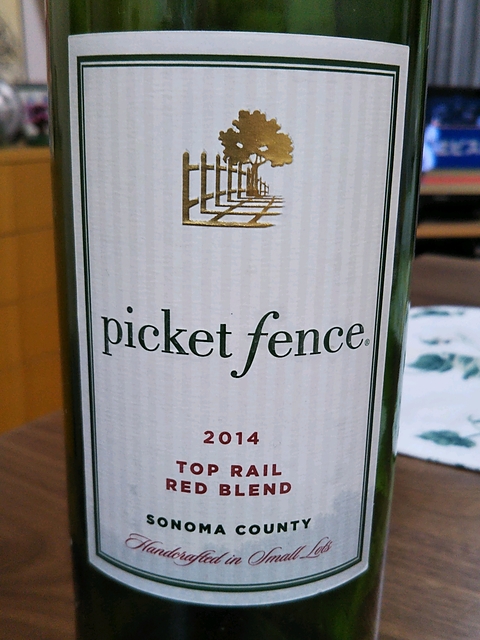 picket fence®
2014
TOP RAIL
RED BLEND
SONOMA COUNTY
Handcrafted in Small Lots